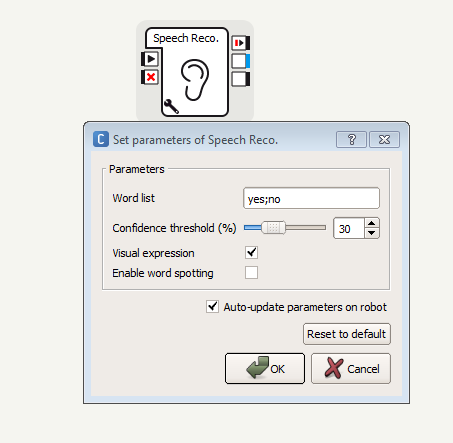 Speech Reco.
C Set parameters of Speech Reco. ?
Parameters
Word list yes;no
Confidence threshold (%) 30
Visual expression
Enable word spotting
Auto-update parameters on robot
Reset to default
OK Cancel